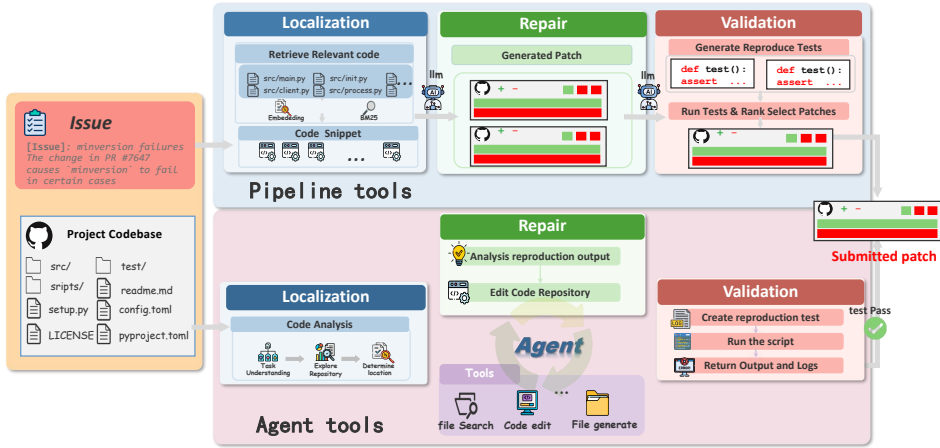 Issue
[Issue]: minversion failures
The change in PR #7647
causes `minversion` to fail
in certain cases
Project Codebase
src/
test/
sripts/
readme.md
setup.py
config.toml
LICENSE
pyproject.toml
Localization
Retrieve Relevant code
src/main.py
src/init.py
src/client.py
src/process.py
...
Embededing
BM25
Code Snippet
...
llm
Repair
Generated Patch
+ -
+ -
llm
Validation
Generate Reproduce Tests
def test():
assert ...
def test():
assert ...
Run Tests & Rank Select Patches
+ -
Pipeline tools
+ -
Submitted patch
Localization
Code Analysis
Task
Understanding
Explore
Repository
Determine
location
Repair
Analysis reproduction output
Edit Code Repository
Agent
Tools
...
file Search
Code edit
File generate
Validation
Create reproduction test
LOG
Run the script
Return Output and Logs
ERROR
test Pass
Agent tools